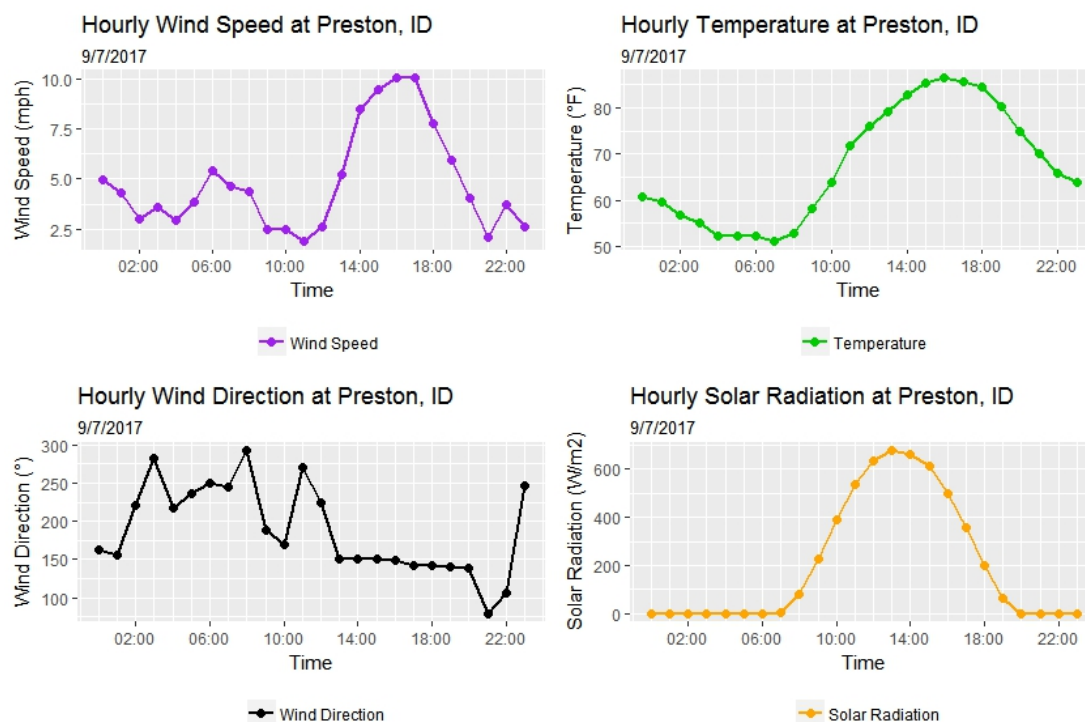 Hourly Wind Speed at Preston, ID
9/7/2017
Wind Speed (mph)
10.0
7.5
5.0
2.5
02:00 06:00 10:00 14:00 18:00 22:00
Time
Wind Speed
Hourly Temperature at Preston, ID
9/7/2017
Temperature (°F)
80
70
60
50
02:00 06:00 10:00 14:00 18:00 22:00
Time
Temperature
Hourly Wind Direction at Preston, ID
9/7/2017
Wind Direction (°)
300
250
200
150
100
02:00 06:00 10:00 14:00 18:00 22:00
Time
Wind Direction
Hourly Solar Radiation at Preston, ID
9/7/2017
Solar Radiation (W/m2)
600
400
200
0
02:00 06:00 10:00 14:00 18:00 22:00
Time
Solar Radiation